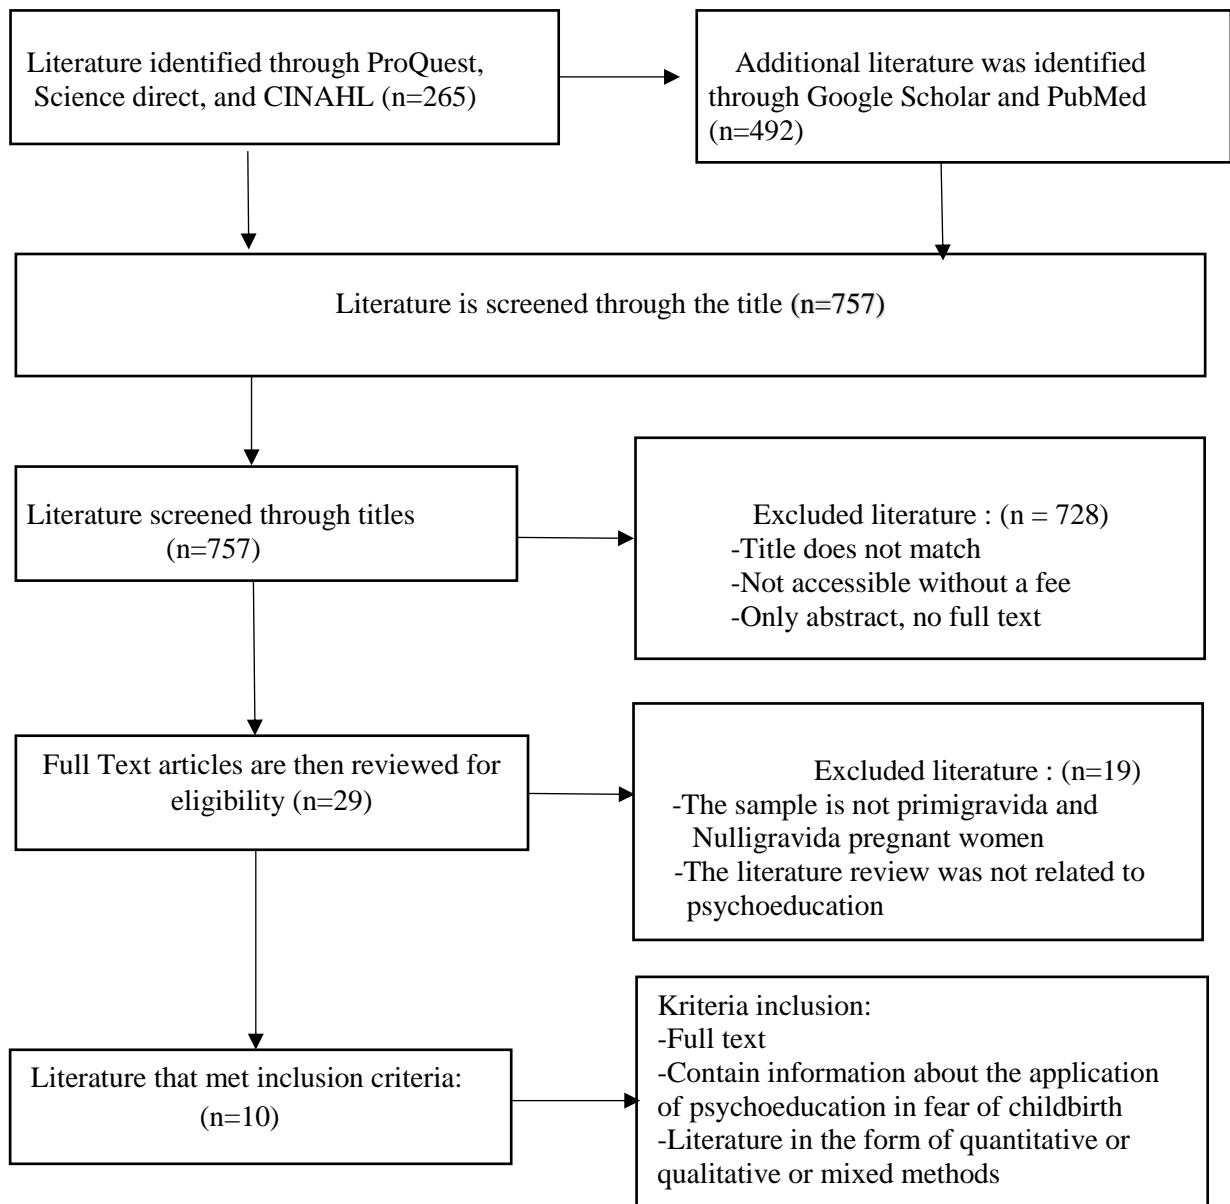 Literature identified through ProQuest,
Science direct, and CINAHL (n=265)
Additional literature was identified
through Google Scholar and PubMed
(n=492)
Literature is screened through the title (n=757)
Literature screened through titles
(n=757)
Excluded literature : (n = 728)
-Title does not match
-Not accessible without a fee
-Only abstract, no full text
Full Text articles are then reviewed for
eligibility (n=29)
Excluded literature : (n=19)
-The sample is not primigravida and
Nulligravida pregnant women
-The literature review was not related to
psychoeducation
Literature that met inclusion criteria:
(n=10)
Kriteria inclusion:
-Full text
-Contain information about the application
of psychoeducation in fear of childbirth
-Literature in the form of quantitative or
qualitative or mixed methods